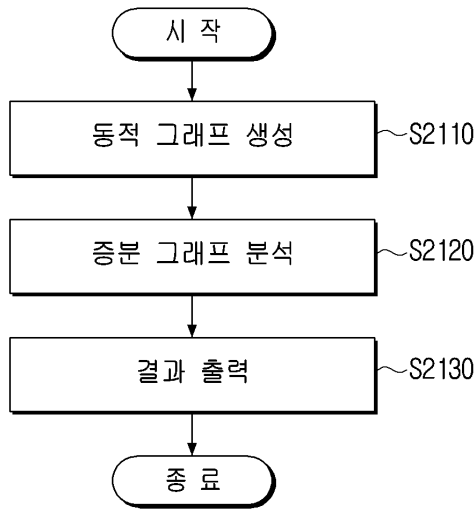 시 작
동적 그래프 생성
S2110
증분 그래프 분석
S2120
결과 출력
S2130
종 료